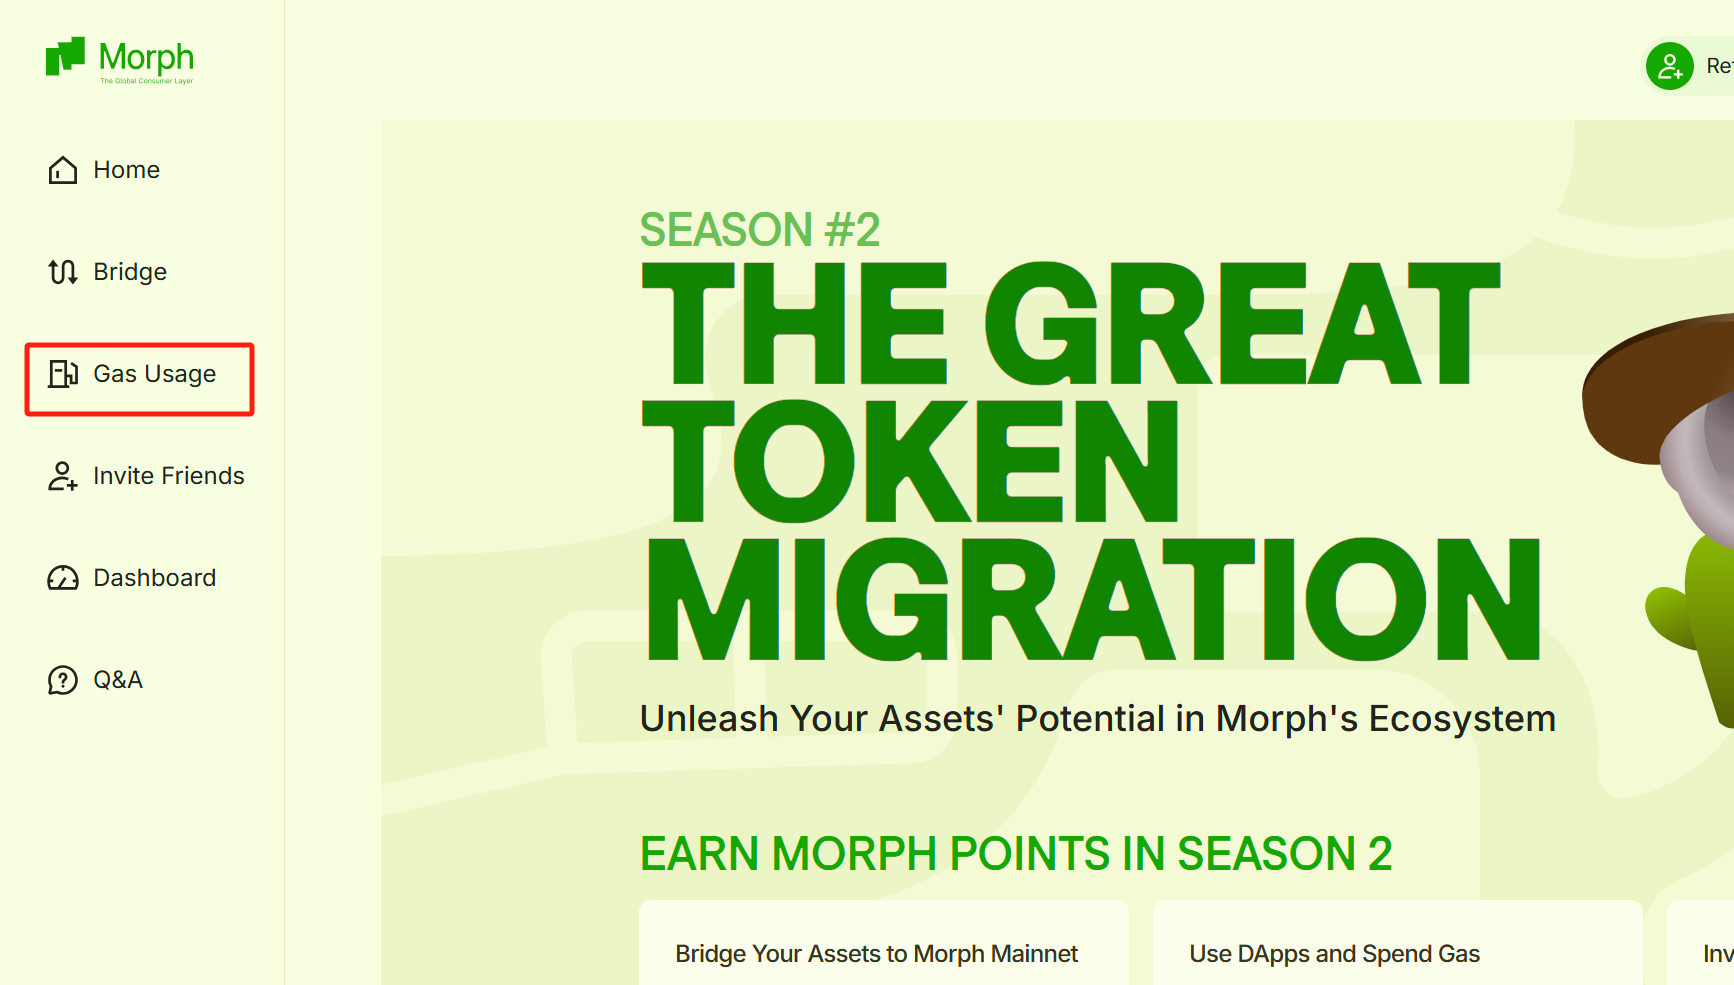 Morph
The Global Consumer Layer
Home
Bridge
Gas Usage
Invite Friends
Dashboard
Q&A
SEASON #2
THE GREAT
TOKEN
MIGRATION
Unleash Your Assets' Potential in Morph's Ecosystem
EARN MORPH POINTS IN SEASON 2
Bridge Your Assets to Morph Mainnet
Use DApps and Spend Gas